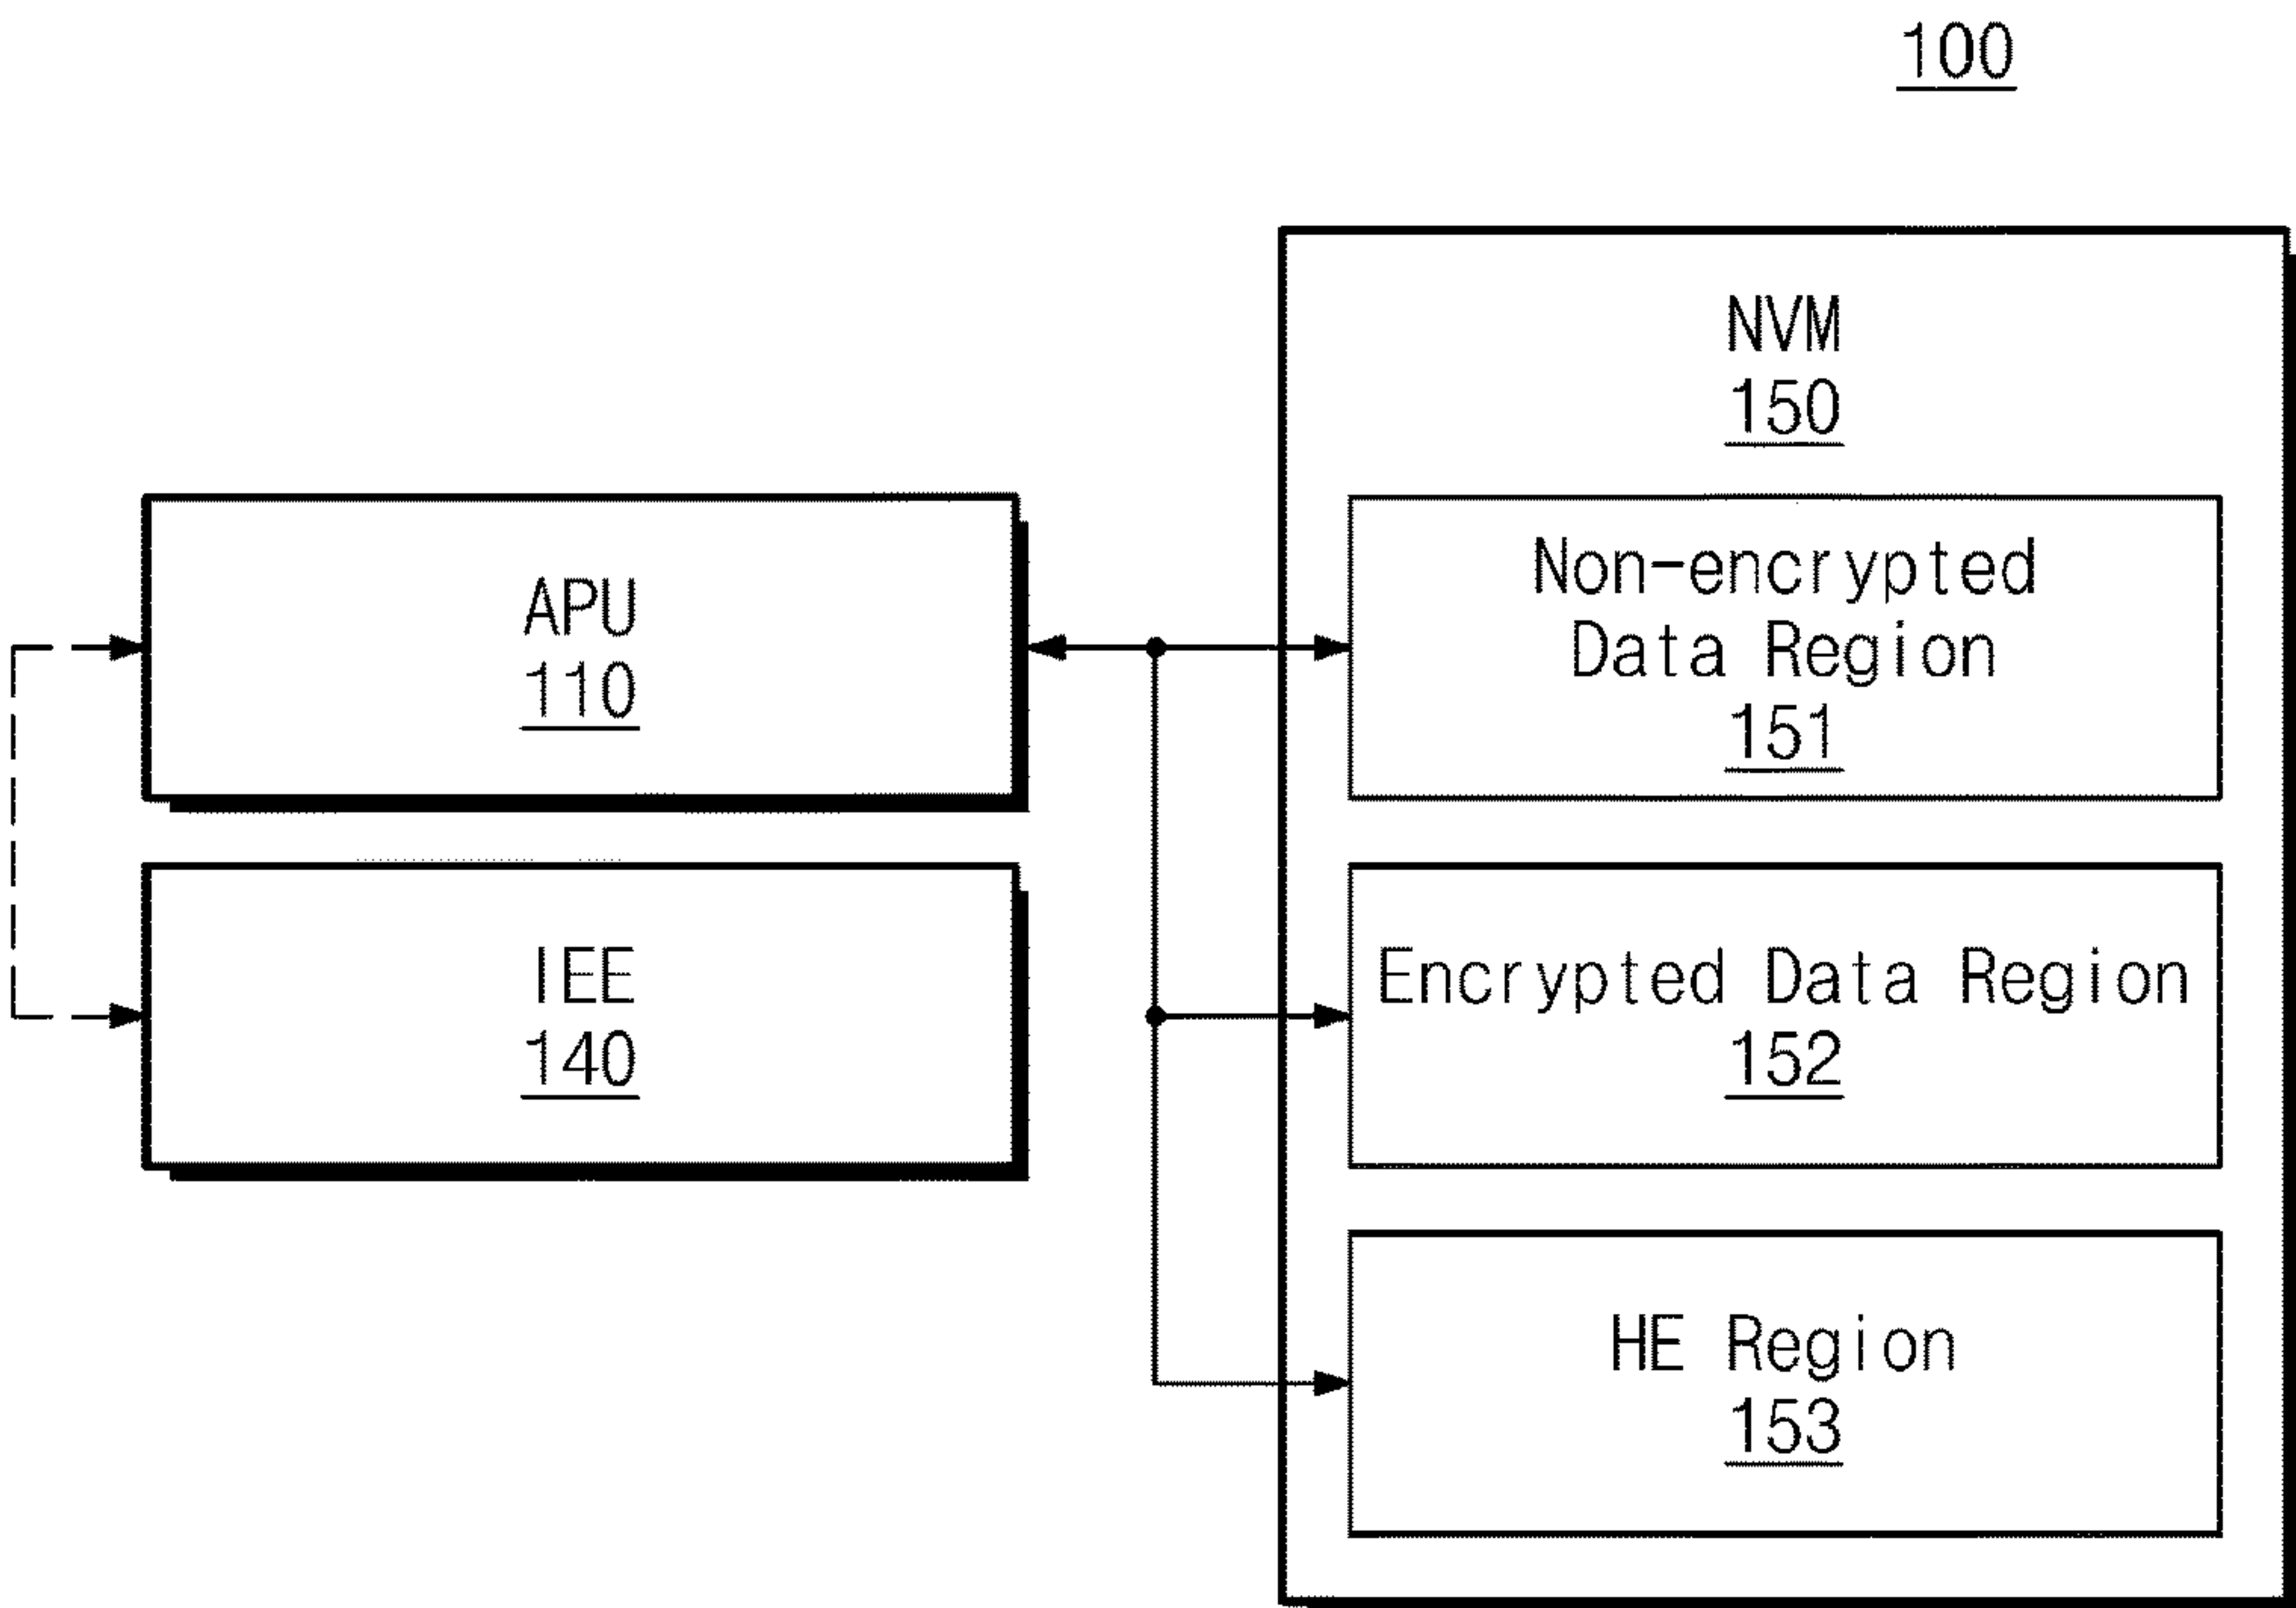 100
APU
110
IEE
140
NVM
150
Non-encrypted
Data Region
151
Encrypted Data Region
152
HE Region
153